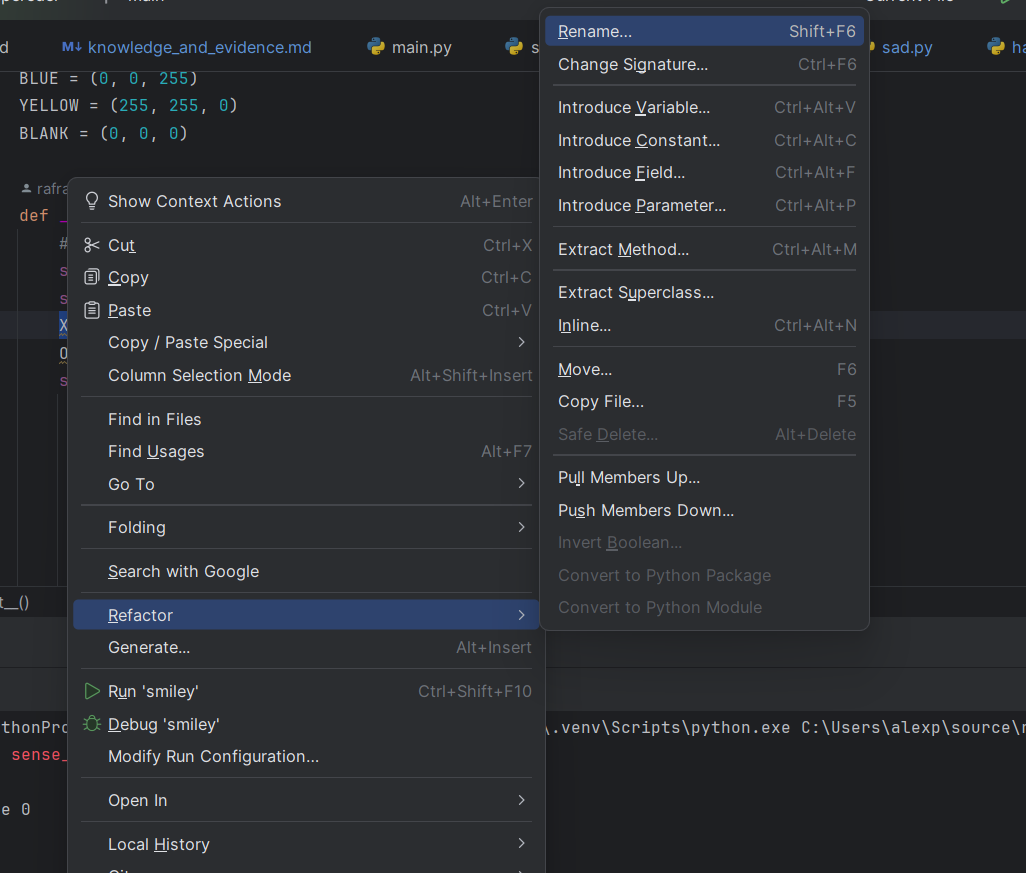 main
d
M↓ knowledge_and_evidence.md
main.py
s
sad.py
ha
BLUE = (0, 0, 255)
YELLOW = (255, 255, 0)
BLANK = (0, 0, 0)
rafra
def _
#
s
s
X
O
s
t__()
Show Context Actions Alt+Enter
Cut Ctrl+X
Copy Ctrl+C
Paste Ctrl+V
Copy / Paste Special
Column Selection Mode Alt+Shift+Insert
Find in Files
Find Usages Alt+F7
Go To
Folding
Search with Google
Refactor
Generate... Alt+Insert
Run 'smiley' Ctrl+Shift+F10
Debug 'smiley'
Modify Run Configuration...
Open In
Local History
Rename... Shift+F6
Change Signature... Ctrl+F6
Introduce Variable... Ctrl+Alt+V
Introduce Constant... Ctrl+Alt+C
Introduce Field... Ctrl+Alt+F
Introduce Parameter... Ctrl+Alt+P
Extract Method... Ctrl+Alt+M
Extract Superclass...
Inline... Ctrl+Alt+N
Move... F6
Copy File... F5
Safe Delete... Alt+Delete
Pull Members Up...
Push Members Down...
Invert Boolean...
Convert to Python Package
Convert to Python Module
thonPro
\.venv\Scripts\python.exe C:\Users\alexp\source\r
sense_
e 0